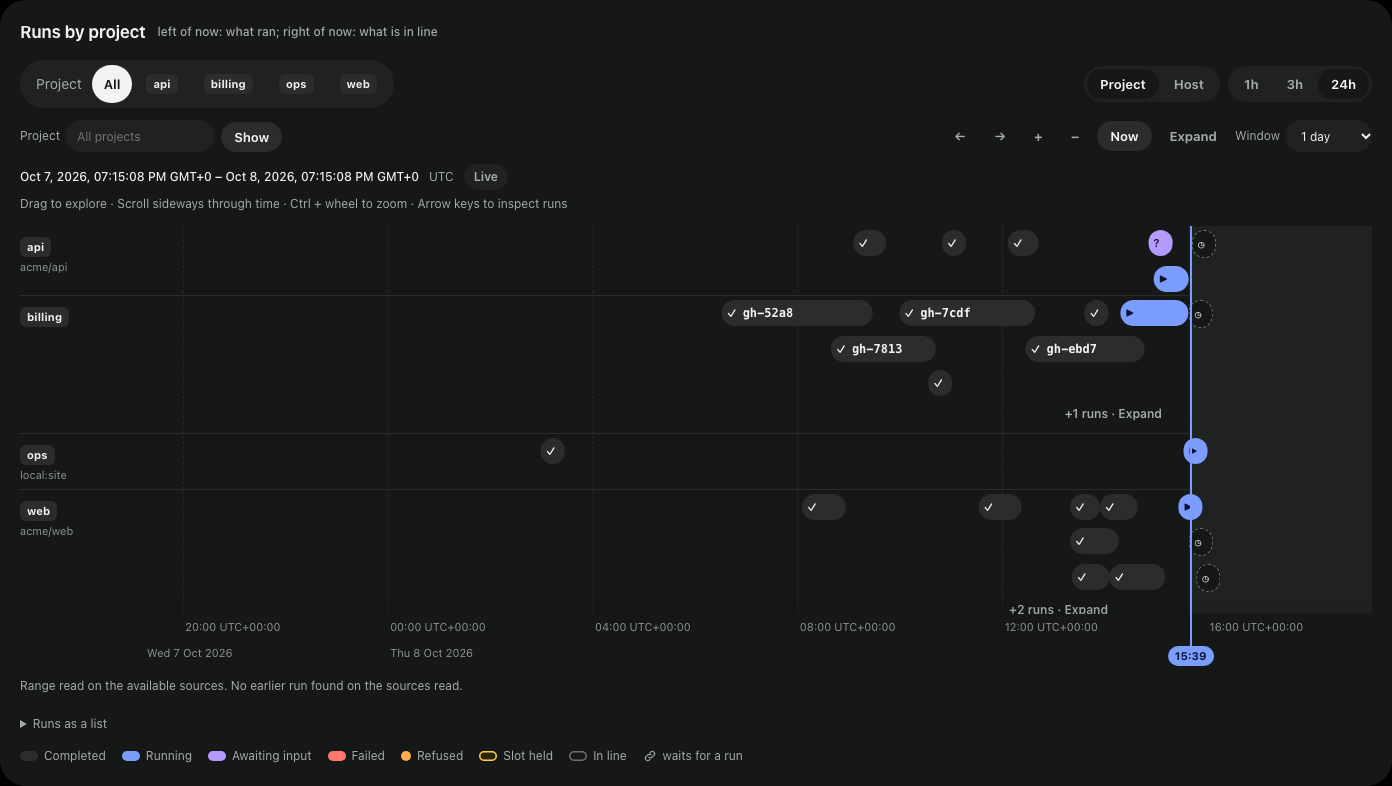 Runs by project left of now: what ran; right of now: what is in line
Project All api billing ops web
Project Host 1h 3h 24h
Project All projects Show
← → + − Now Expand Window 1 day
Oct 7, 2026, 07:15:08 PM GMT+0 – Oct 8, 2026, 07:15:08 PM GMT+0 UTC Live
Drag to explore · Scroll sideways through time · Ctrl + wheel to zoom · Arrow keys to inspect runs
api
acme/api
?
billing
gh-52a8
gh-7cdf
gh-7813
gh-ebd7
+1 runs · Expand
ops
local:site
web
acme/web
+2 runs · Expand
20:00 UTC+00:00 00:00 UTC+00:00 04:00 UTC+00:00 08:00 UTC+00:00 12:00 UTC+00:00 16:00 UTC+00:00
Wed 7 Oct 2026 Thu 8 Oct 2026
15:39
Range read on the available sources. No earlier run found on the sources read.
Runs as a list
Completed Running Awaiting input Failed Refused Slot held In line waits for a run